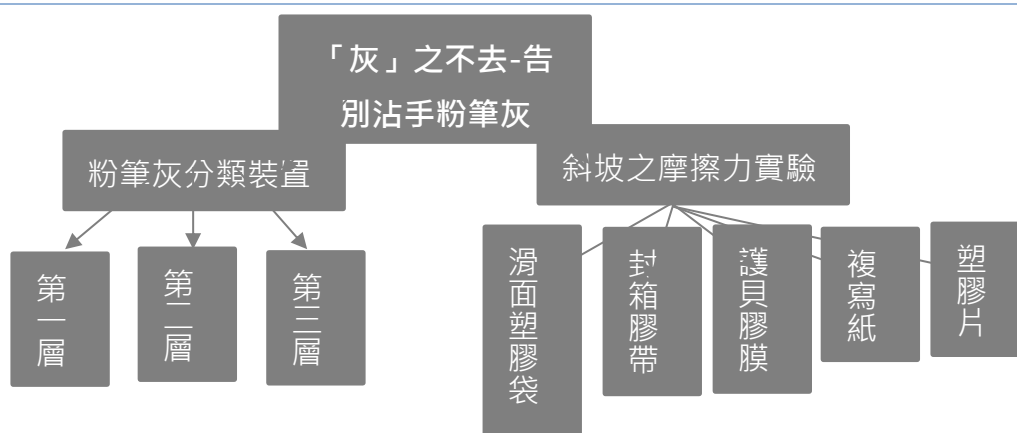 「灰」之不去-告
別沾手粉筆灰
粉筆灰分類裝置
斜坡之摩擦力實驗
第一層
第二層
第三層
滑面塑膠袋
封箱膠帶
護貝膠膜
複寫紙
塑膠片